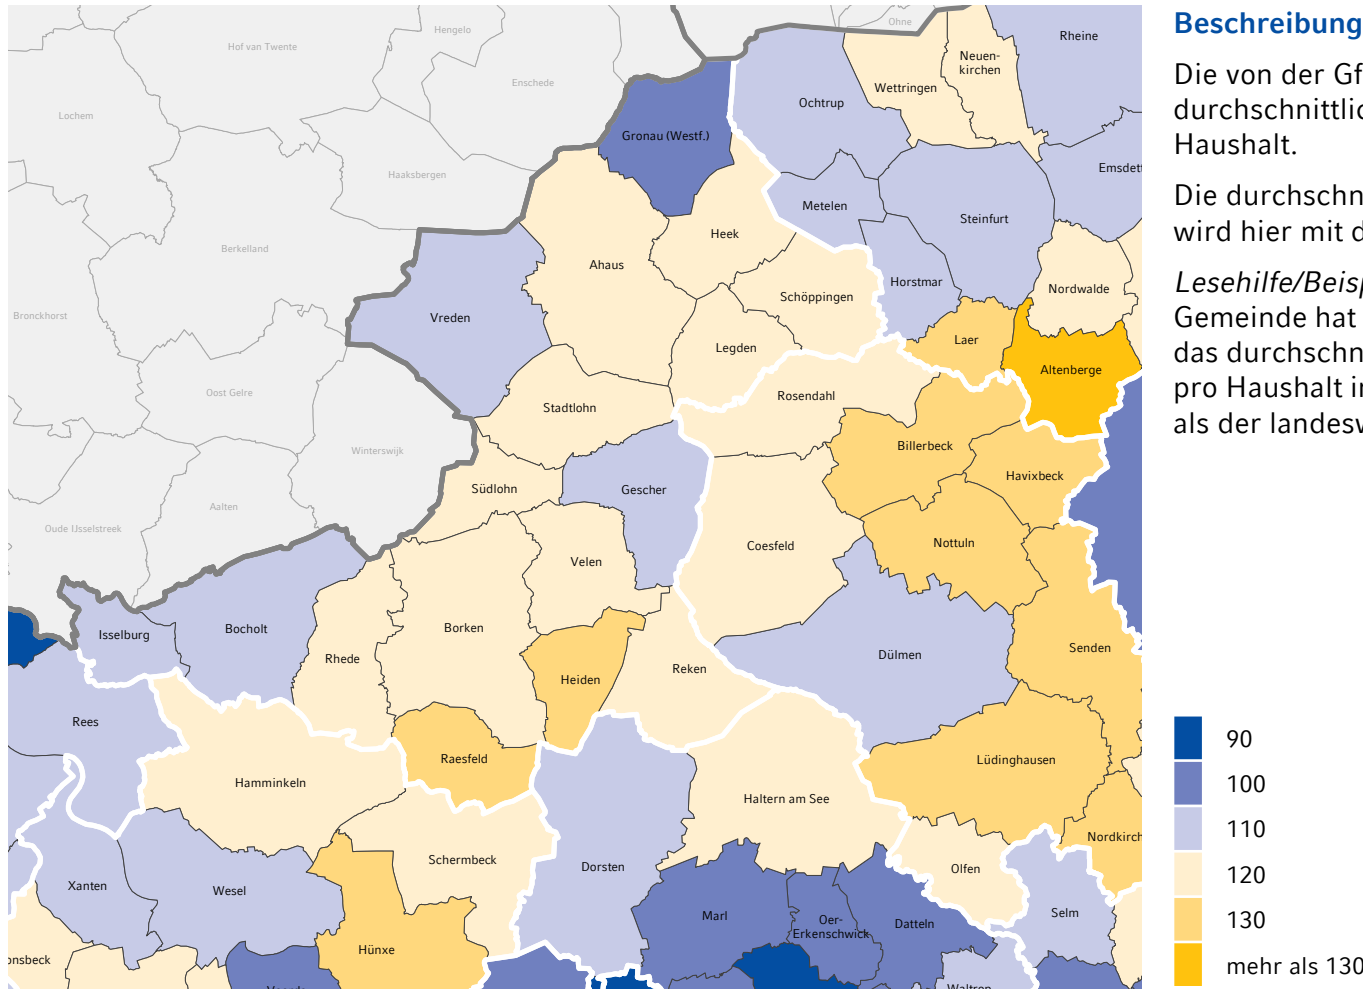 Beschreibung
Die von der Gf
durchschnittlic
Haushalt.
Die durchschn
wird hier mit d
Lesehilfe/Beisp
Gemeinde hat
das durchschn
pro Haushalt i
als der landesw
90
100
110
120
130
mehr als 130
Ohne
Hengelo
Hof van Twente
Rheine
Neuen-
kirchen
Enschede
Wettringen
Ochtrup
Lochem
Gronau (Westf.)
Haaksbergen
Emsdet
Metelen
Steinfurt
Heek
Berkelland
Ahaus
Horstmar
Nordwalde
Schöppingen
Bronckhorst
Vreden
Laer
Legden
Altenberge
Oost Gelre
Rosendahl
Stadtlohn
Billerbeck
Winterswijk
Havixbeck
Südlohn
Gescher
Aalten
Oude IJsselstreek
Nottuln
Coesfeld
Velen
Isselburg
Bocholt
Borken
Senden
Dülmen
Rhede
Reken
Heiden
Rees
Raesfeld
Lüdinghausen
Hamminkeln
Haltern am See
Nordkirch
Schermbeck
Dorsten
Olfen
Xanten
Wesel
Selm
Marl
Oer-
Erkenschwick
Datteln
Hünxe
onsbeck
Voerde
Waltrop